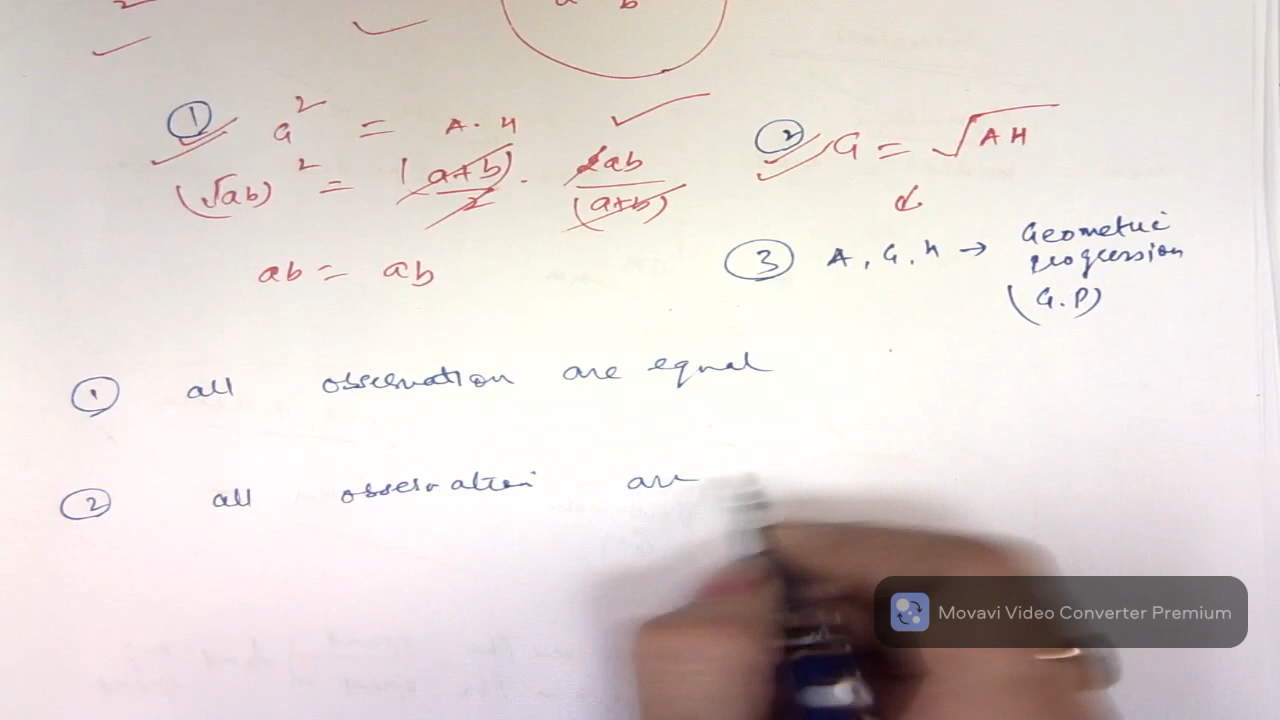 a b
① G² = A. H
(√ab)² = (a+b)/2 . 2ab/(a+b)
ab = ab
② G = √AH
③ A, G, H → Geometric
progression
(G.P)
① all observation are equal
② all observation are
Movavi Video Converter Premium